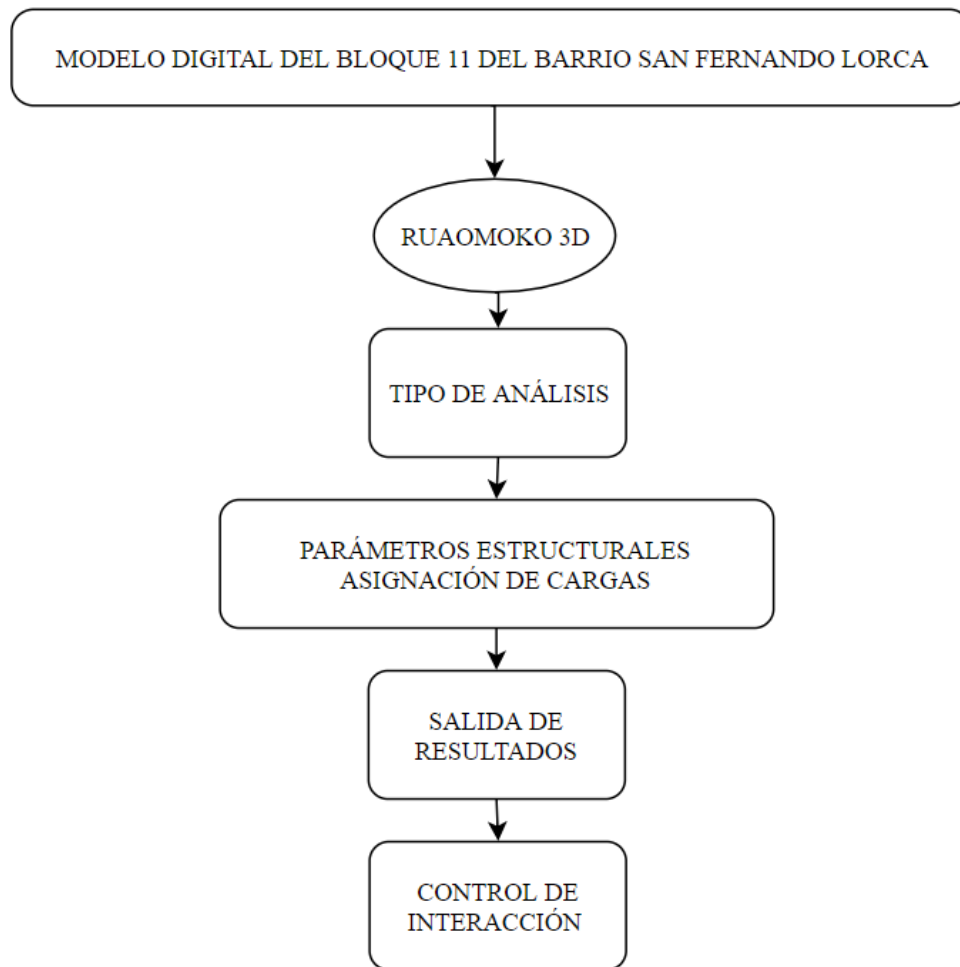 MODELO DIGITAL DEL BLOQUE 11 DEL BARRIO SAN FERNANDO LORCA
RUAOMOKO 3D
TIPO DE ANÁLISIS
PARÁMETROS ESTRUCTURALES
ASIGNACIÓN DE CARGAS
SALIDA DE
RESULTADOS
CONTROL DE
INTERACCIÓN